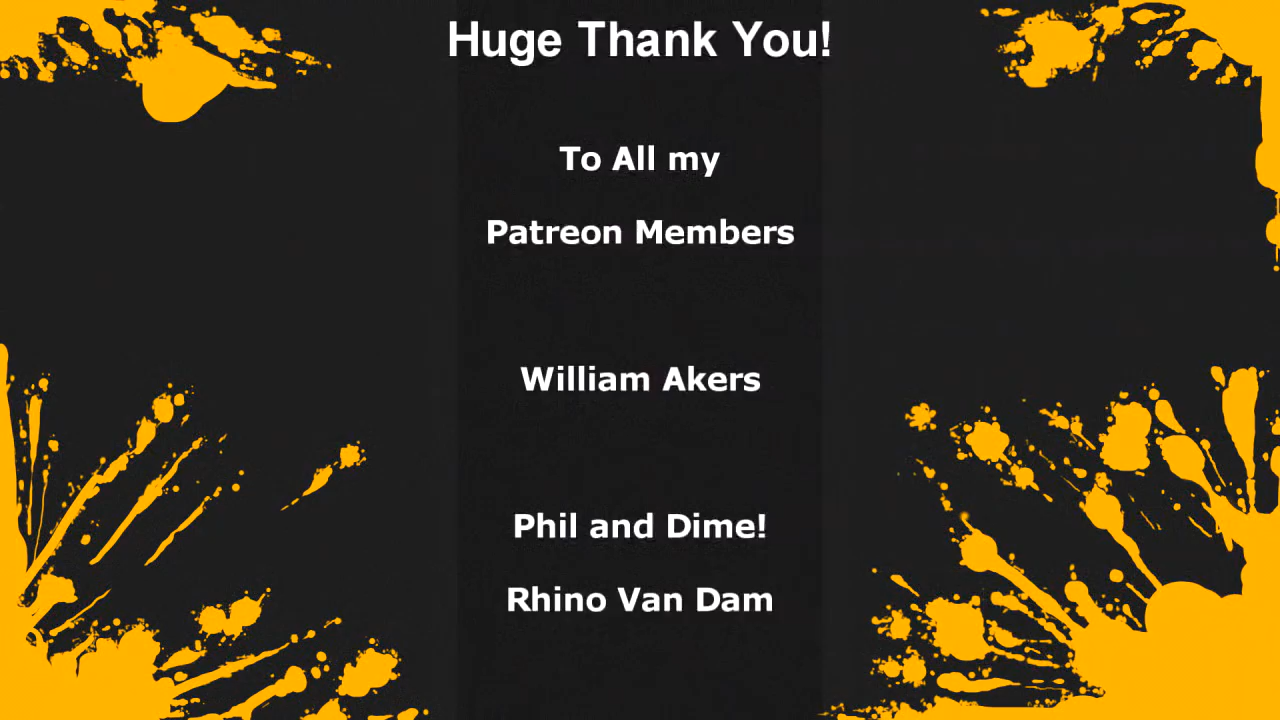 Huge Thank You!
To All my
Patreon Members
William Akers
Phil and Dime!
Rhino Van Dam